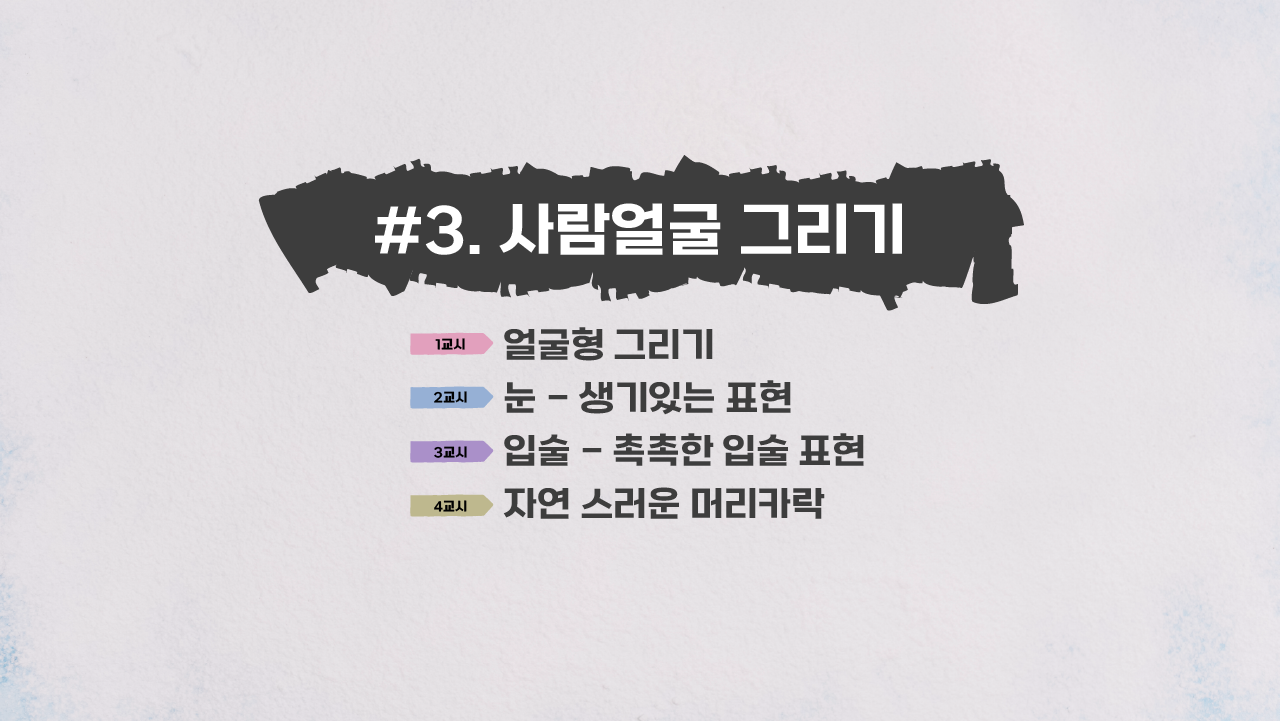 #3. 사람얼굴 그리기
1교시 얼굴형 그리기
2교시 눈 – 생기있는 표현
3교시 입술 – 촉촉한 입술 표현
4교시 자연 스러운 머리카락